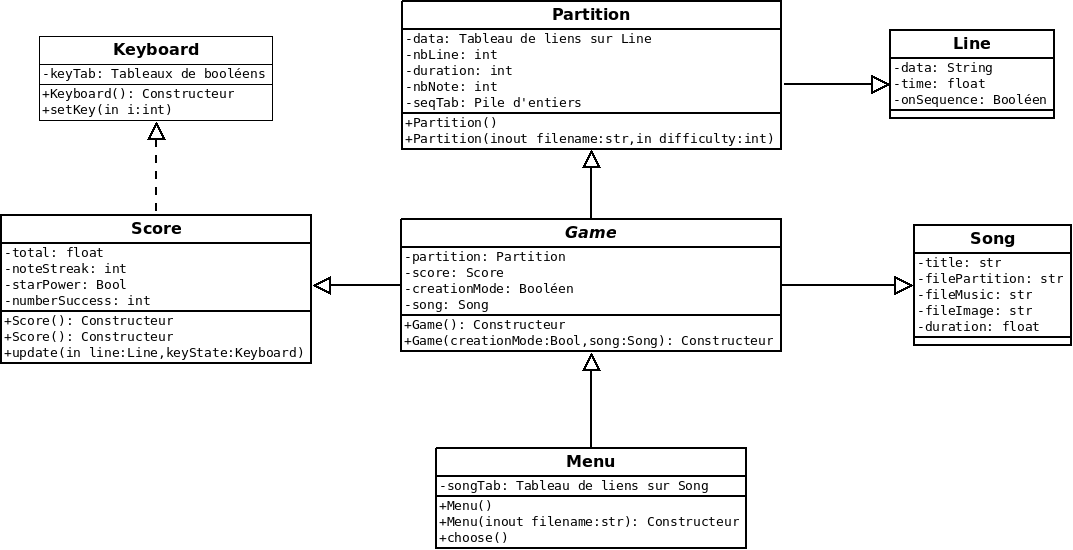 Partition
-data: Tableau de liens sur Line
-nbLine: int
-duration: int
-nbNote: int
-seqTab: Pile d'entiers
+Partition()
+Partition(inout filename:str,in difficulty:int)
Keyboard
-keyTab: Tableaux de booléens
+Keyboard(): Constructeur
+setKey(in i:int)
Line
-data: String
-time: float
-onSequence: Booléen
Score
-total: float
-noteStreak: int
-starPower: Bool
-numberSuccess: int
+Score(): Constructeur
+Score(): Constructeur
+update(in line:Line,keyState:Keyboard)
Game
-partition: Partition
-score: Score
-creationMode: Booléen
-song: Song
+Game(): Constructeur
+Game(creationMode:Bool,song:Song): Constructeur
Song
-title: str
-filePartition: str
-fileMusic: str
-fileImage: str
-duration: float
Menu
-songTab: Tableau de liens sur Song
+Menu()
+Menu(inout filename:str): Constructeur
+choose()